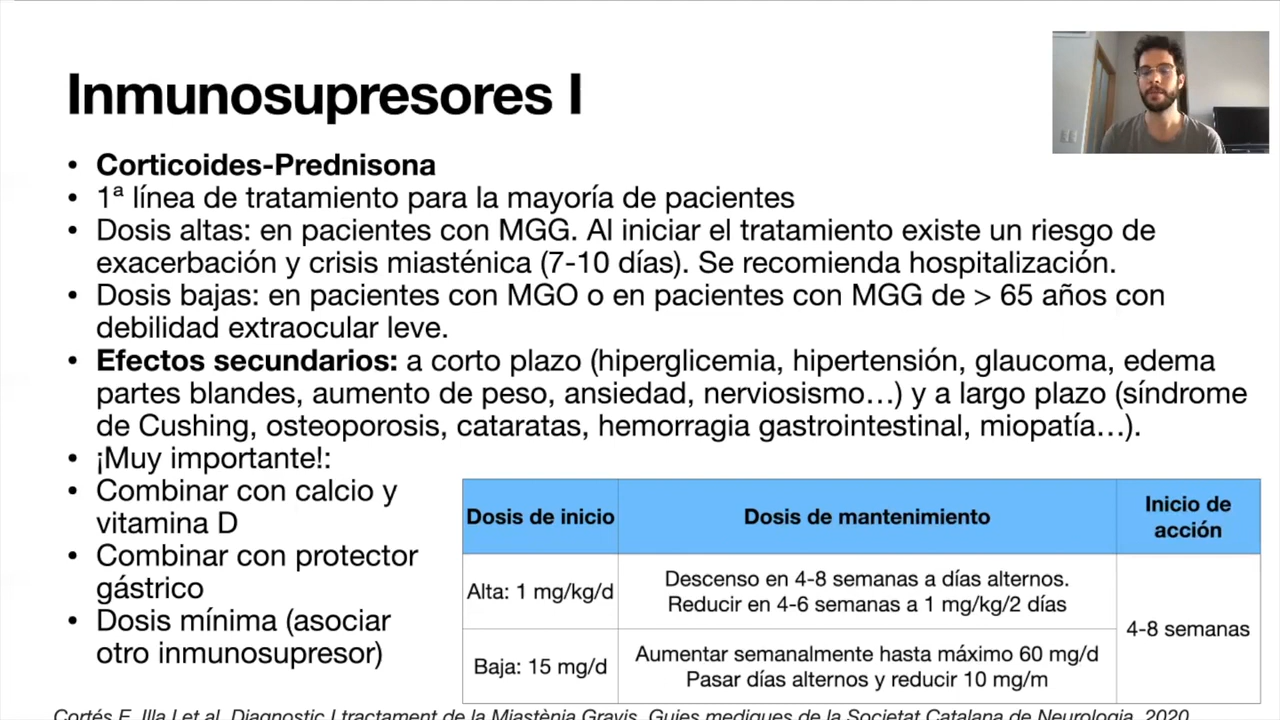 Inmunosupresores I
• Corticoides-Prednisona
• 1ª línea de tratamiento para la mayoría de pacientes
• Dosis altas: en pacientes con MGG. Al iniciar el tratamiento existe un riesgo de
exacerbación y crisis miasténica (7-10 días). Se recomienda hospitalización.
• Dosis bajas: en pacientes con MGO o en pacientes con MGG de > 65 años con
debilidad extraocular leve.
• Efectos secundarios: a corto plazo (hiperglicemia, hipertensión, glaucoma, edema
partes blandes, aumento de peso, ansiedad, nerviosismo…) y a largo plazo (síndrome
de Cushing, osteoporosis, cataratas, hemorragia gastrointestinal, miopatía…).
• ¡Muy importante!:
• Combinar con calcio y
vitamina D
• Combinar con protector
gástrico
• Dosis mínima (asociar
otro inmunosupresor)
Dosis de inicio
Dosis de mantenimiento
Inicio de
acción
Alta: 1 mg/kg/d
Descenso en 4-8 semanas a días alternos.
Reducir en 4-6 semanas a 1 mg/kg/2 días
4-8 semanas
Baja: 15 mg/d
Aumentar semanalmente hasta máximo 60 mg/d
Pasar días alternos y reducir 10 mg/m
Cortés E, Illa I et al. Diagnostic I tractament de la Miastènia Gravis. Guies mediques de la Societat Catalana de Neurologia, 2020